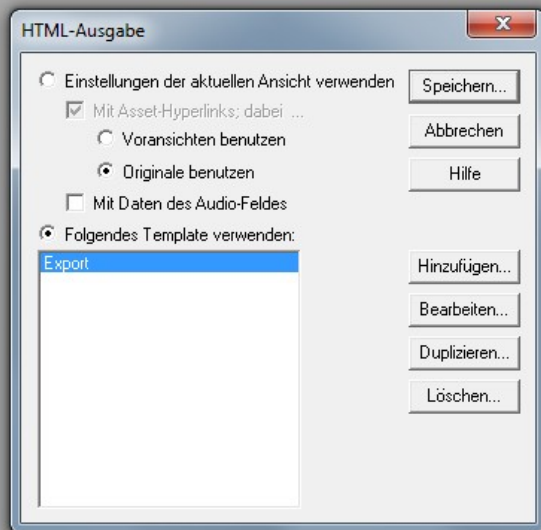 HTML-Ausgabe
Einstellungen der aktuellen Ansicht verwenden
Mit Asset-Hyperlinks; dabei ...
Voransichten benutzen
Originale benutzen
Mit Daten des Audio-Feldes
Folgendes Template verwenden:
Export
Speichern...
Abbrechen
Hilfe
Hinzufügen...
Bearbeiten...
Duplizieren...
Löschen...